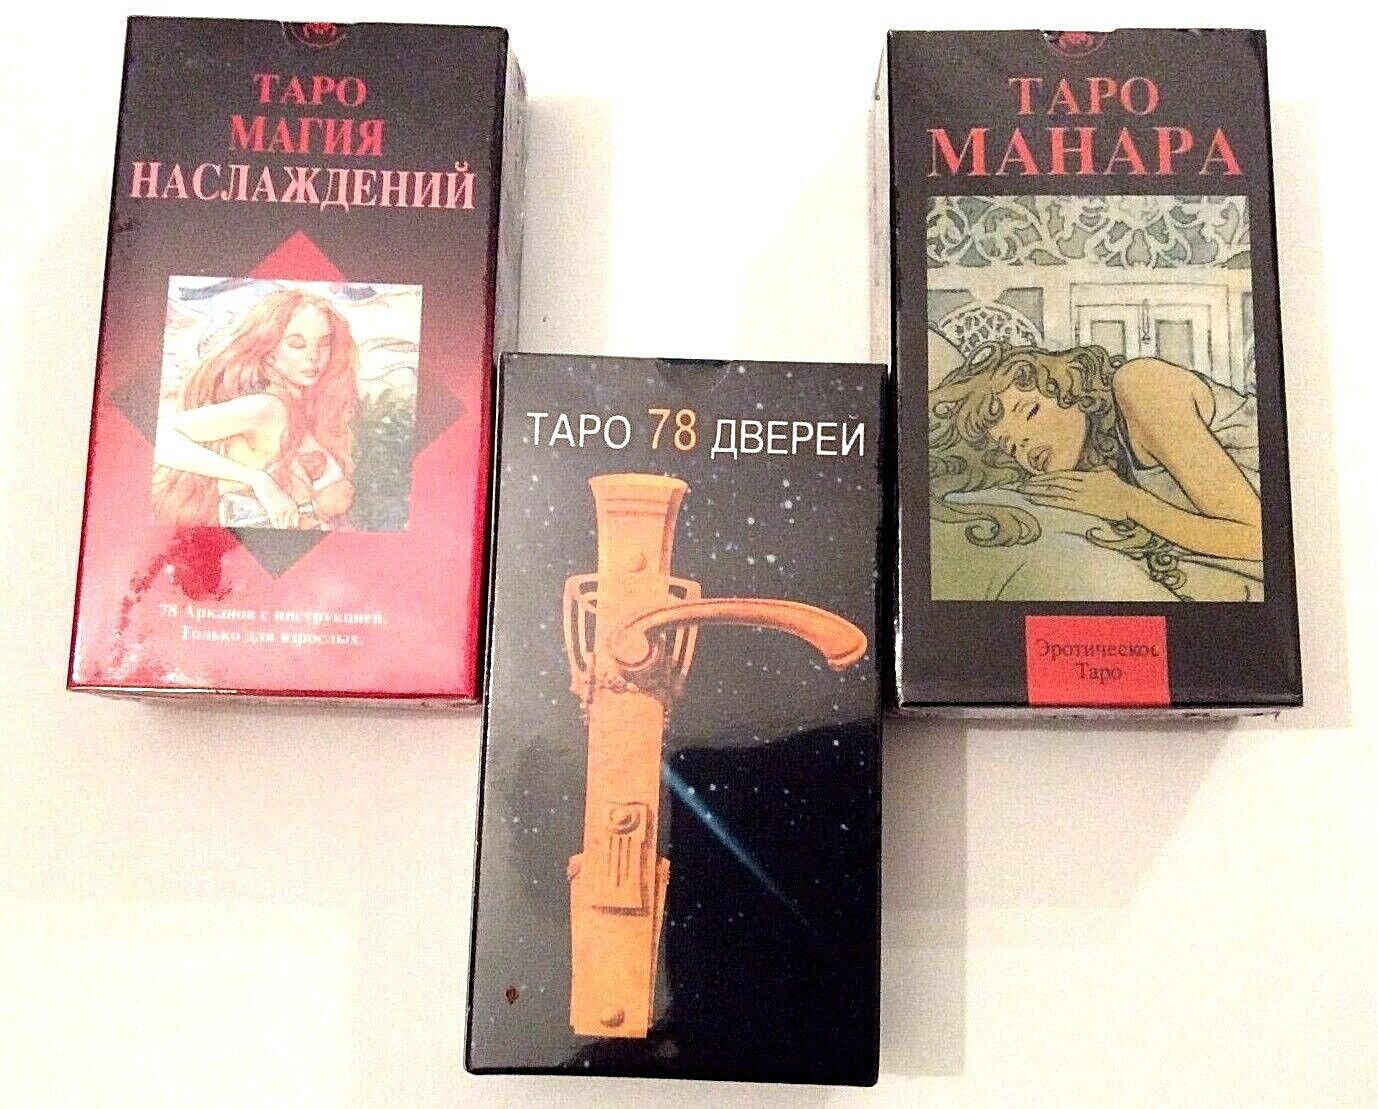 ТАРО
МАГИЯ
НАСЛАЖДЕНИЙ
78 Арканов с инструкцией.
Только для взрослых.
ТАРО 78 ДВЕРЕЙ
ТАРО
МАНАРА
Эротическое
Таро